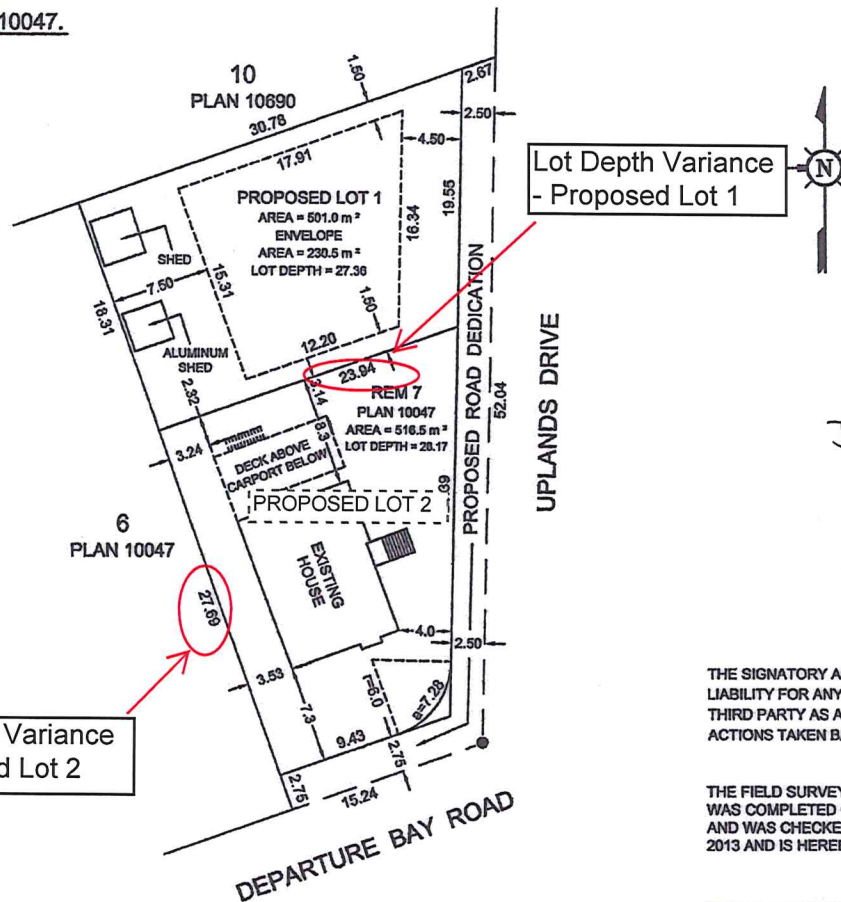 10047.
10
PLAN 10690
1.50
2.67
2.50
30.78
4.50
17.91
Lot Depth Variance
- Proposed Lot 1
N
PROPOSED LOT 1
AREA = 501.0 m²
ENVELOPE
AREA = 230.5 m²
LOT DEPTH = 27.36
16.34
19.55
SHED
7.50
15.31
18.31
1.50
ALUMINUM
SHED
12.20
23.94
PROPOSED ROAD DEDICATION
52.04
UPLANDS DRIVE
2.32
3.14
REM 7
PLAN 10047
AREA = 516.5 m²
LOT DEPTH = 28.17
3.24
8.3
DECK ABOVE
CARPORT BELOW
PROPOSED LOT 2
.69
6
PLAN 10047
EXISTING
HOUSE
27.69
4.0
2.50
3.53
7.3
r=6.0
a=7.28
9.43
2.75
2.75
15.24
Variance
d Lot 2
DEPARTURE BAY ROAD
THE SIGNATORY A
LIABILITY FOR ANY
THIRD PARTY AS A
ACTIONS TAKEN BA
THE FIELD SURVEY
WAS COMPLETED
AND WAS CHECKE
2013 AND IS HEREB